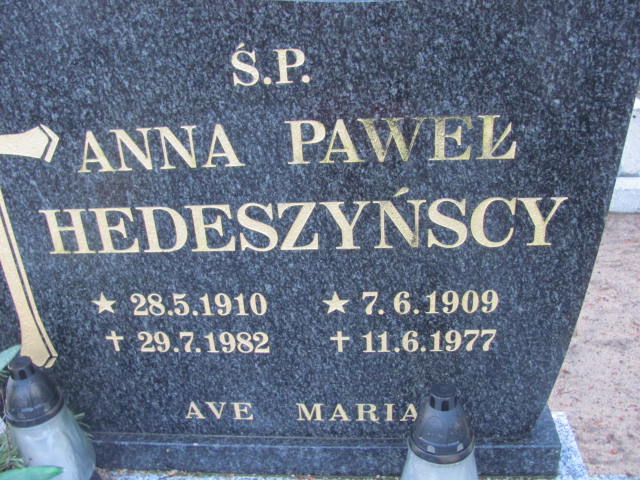 Ś.P.
ANNA PAWEŁ
HEDESZYŃSCY
★ 28.5.1910 ★ 7.6.1909
✝ 29.7.1982 ✝ 11.6.1977
AVE MARIA